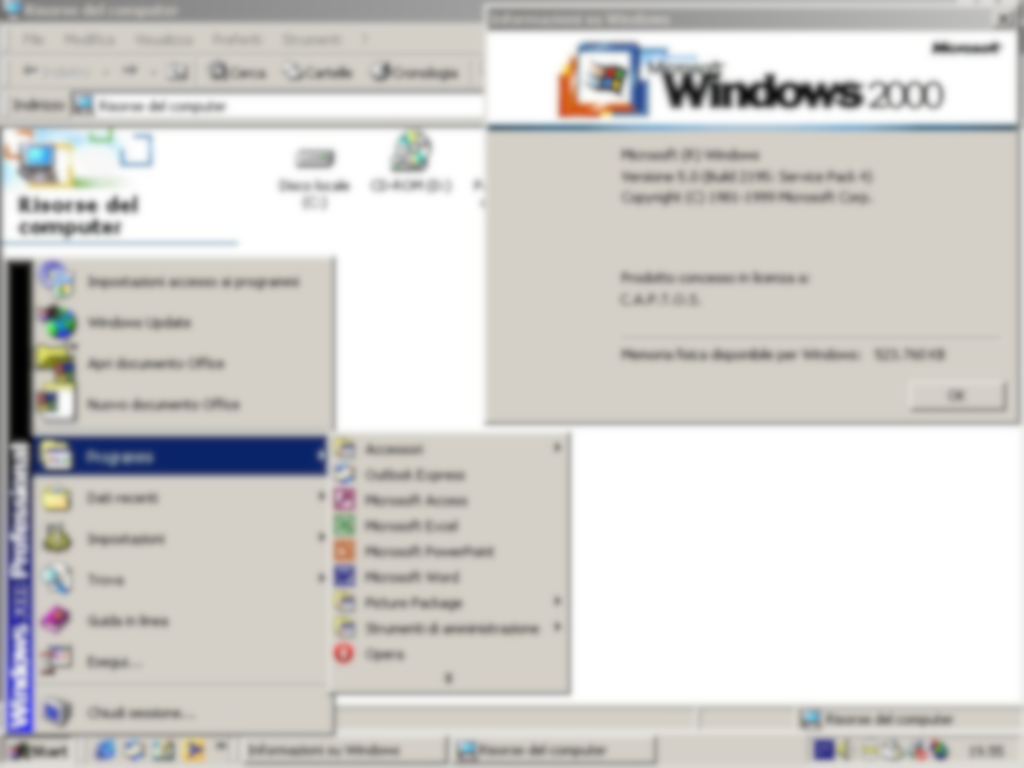 Risorse del computer
File Modifica Visualizza Preferiti Strumenti ?
Indietro Cerca Cartelle Cronologia
Indirizzo Risorse del computer
Risorse del
computer
Disco locale
(C:)
CD-ROM (D:)
Informazioni su Windows
Microsoft
Microsoft
Windows 2000
Microsoft (R) Windows
Versione 5.0 (Build 2195: Service Pack 4)
Copyright (C) 1981-1999 Microsoft Corp.
Prodotto concesso in licenza a:
C.A.P.T.O.S.
Memoria fisica disponibile per Windows: 523.760 KB
OK
Impostazioni accesso ai programmi
Windows Update
Apri documento Office
Nuovo documento Office
Programmi
Dati recenti
Impostazioni
Trova
Guida in linea
Esegui...
Chiudi sessione...
Windows 2000 Professional
Accessori
Outlook Express
Microsoft Access
Microsoft Excel
Microsoft PowerPoint
Microsoft Word
Picture Package
Strumenti di amministrazione
Opera
Risorse del computer
Start
Informazioni su Windows
Risorse del computer